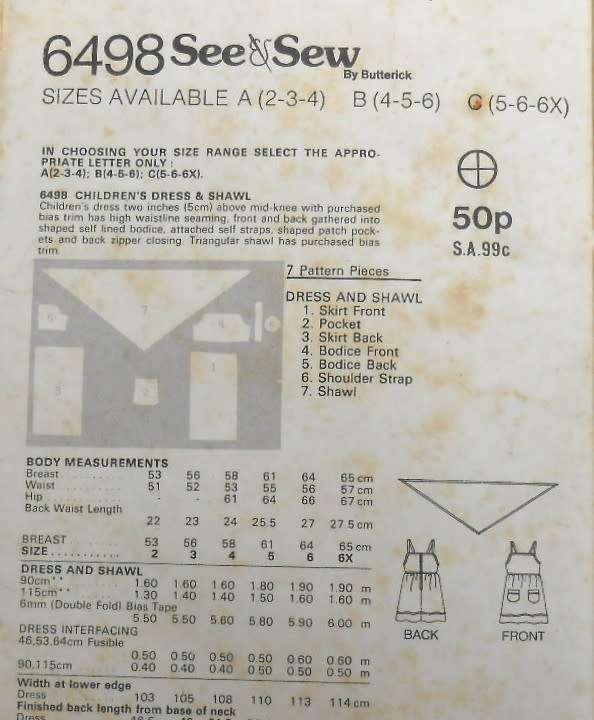 6498 See & Sew
By Butterick
SIZES AVAILABLE A (2-3-4) B (4-5-6) C (5-6-6X)
IN CHOOSING YOUR SIZE RANGE SELECT THE APPRO-
PRIATE LETTER ONLY :
A(2-3-4); B(4-5-6); C(5-6-6X).
6498 CHILDREN'S DRESS & SHAWL
Children's dress two inches (5cm) above mid-knee with purchased
bias trim has high waistline seaming, front and back gathered into
shaped self lined bodice, attached self straps, shaped patch pock-
ets and back zipper closing. Triangular shawl has purchased bias
trim.
50p
S.A.99c
7 Pattern Pieces
DRESS AND SHAWL
1. Skirt Front
2. Pocket
3. Skirt Back
4. Bodice Front
5. Bodice Back
6. Shoulder Strap
7. Shawl
7
1
BODY MEASUREMENTS
Breast 53 56 58 61 64 65 cm
Waist 51 52 53 55 56 57 cm
Hip - - 61 64 66 67 cm
Back Waist Length
22 23 24 25.5 27 27.5 cm
BREAST 53 56 58 61 64 65 cm
SIZE........... 2 3 4 5 6 6X
DRESS AND SHAWL
90cm** 1.60 1.60 1.60 1.80 1.90 1.90 m
115cm** 1.30 1.40 1.40 1.50 1.60 1.60 m
6mm (Double Fold) Bias Tape
5.50 5.50 5.60 5.80 5.90 6.00 m
DRESS INTERFACING
46,53,64cm Fusible
0.50 0.50 0.50 0.50 0.60 0.60 m
90,115cm 0.40 0.40 0.40 0.50 0.50 0.50 m
Width at lower edge
Dress 103 105 108 110 113 114 cm
Finished back length from base of neck
Dress
BACK
FRONT